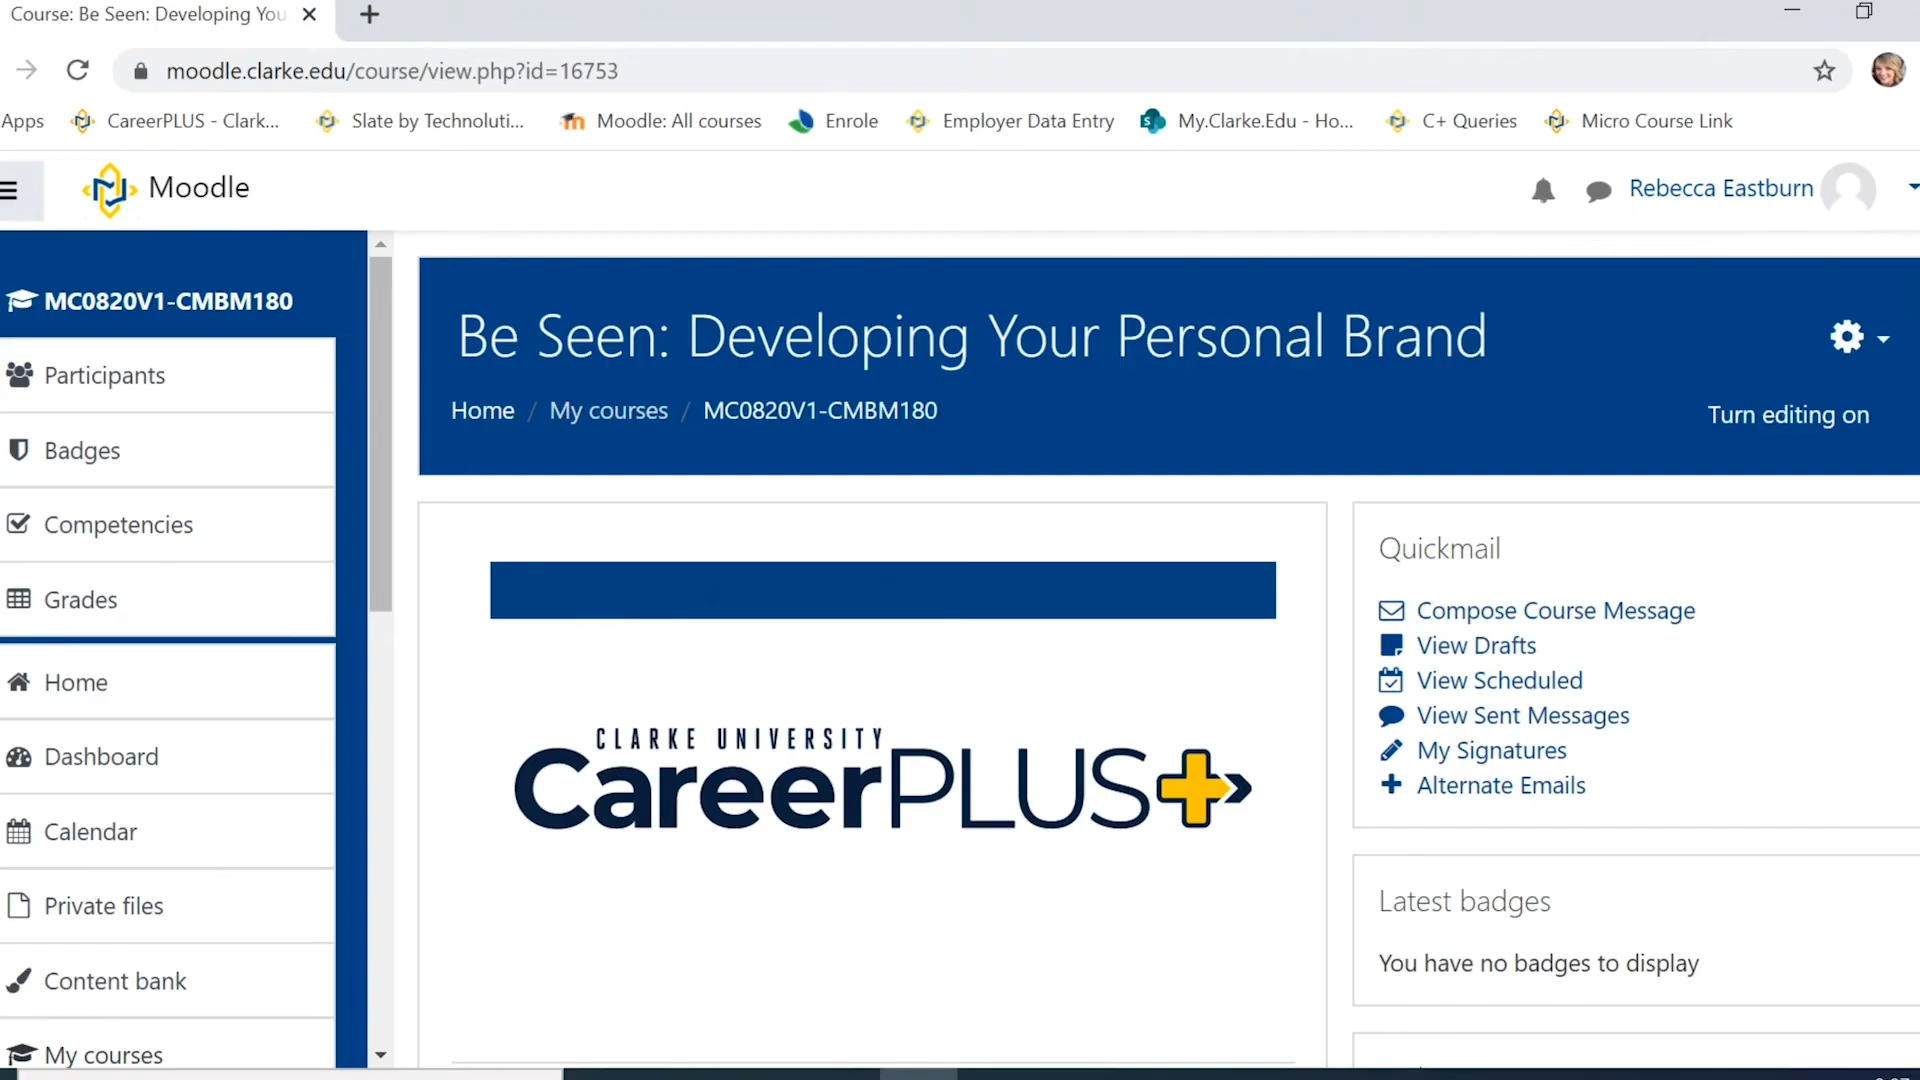 Course: Be Seen: Developing You
moodle.clarke.edu/course/view.php?id=16753
Apps
CareerPLUS - Clark...
Slate by Technoluti...
Moodle: All courses
Enrole
Employer Data Entry
My.Clarke.Edu - Ho...
C+ Queries
Micro Course Link
Moodle
Rebecca Eastburn
MC0820V1-CMBM180
Participants
Badges
Competencies
Grades
Home
Dashboard
Calendar
Private files
Content bank
My courses
Be Seen: Developing Your Personal Brand
Home / My courses / MC0820V1-CMBM180
Turn editing on
CLARKE UNIVERSITY
CareerPLUS
Quickmail
Compose Course Message
View Drafts
View Scheduled
View Sent Messages
My Signatures
Alternate Emails
Latest badges
You have no badges to display